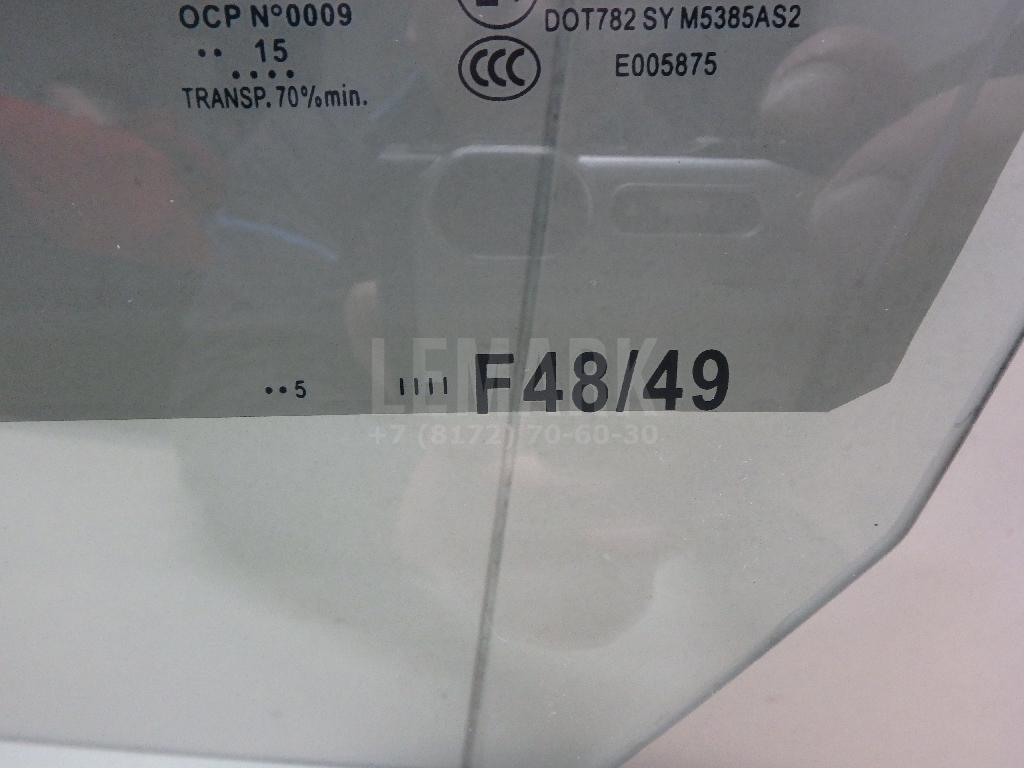 OCP N°0009
•• 15
••••
TRANSP. 70%min.
DOT782 SY M5385AS2
CCC
E005875
••5
IIII F48/49
LEMARK
+7 (8172) 70-60-30